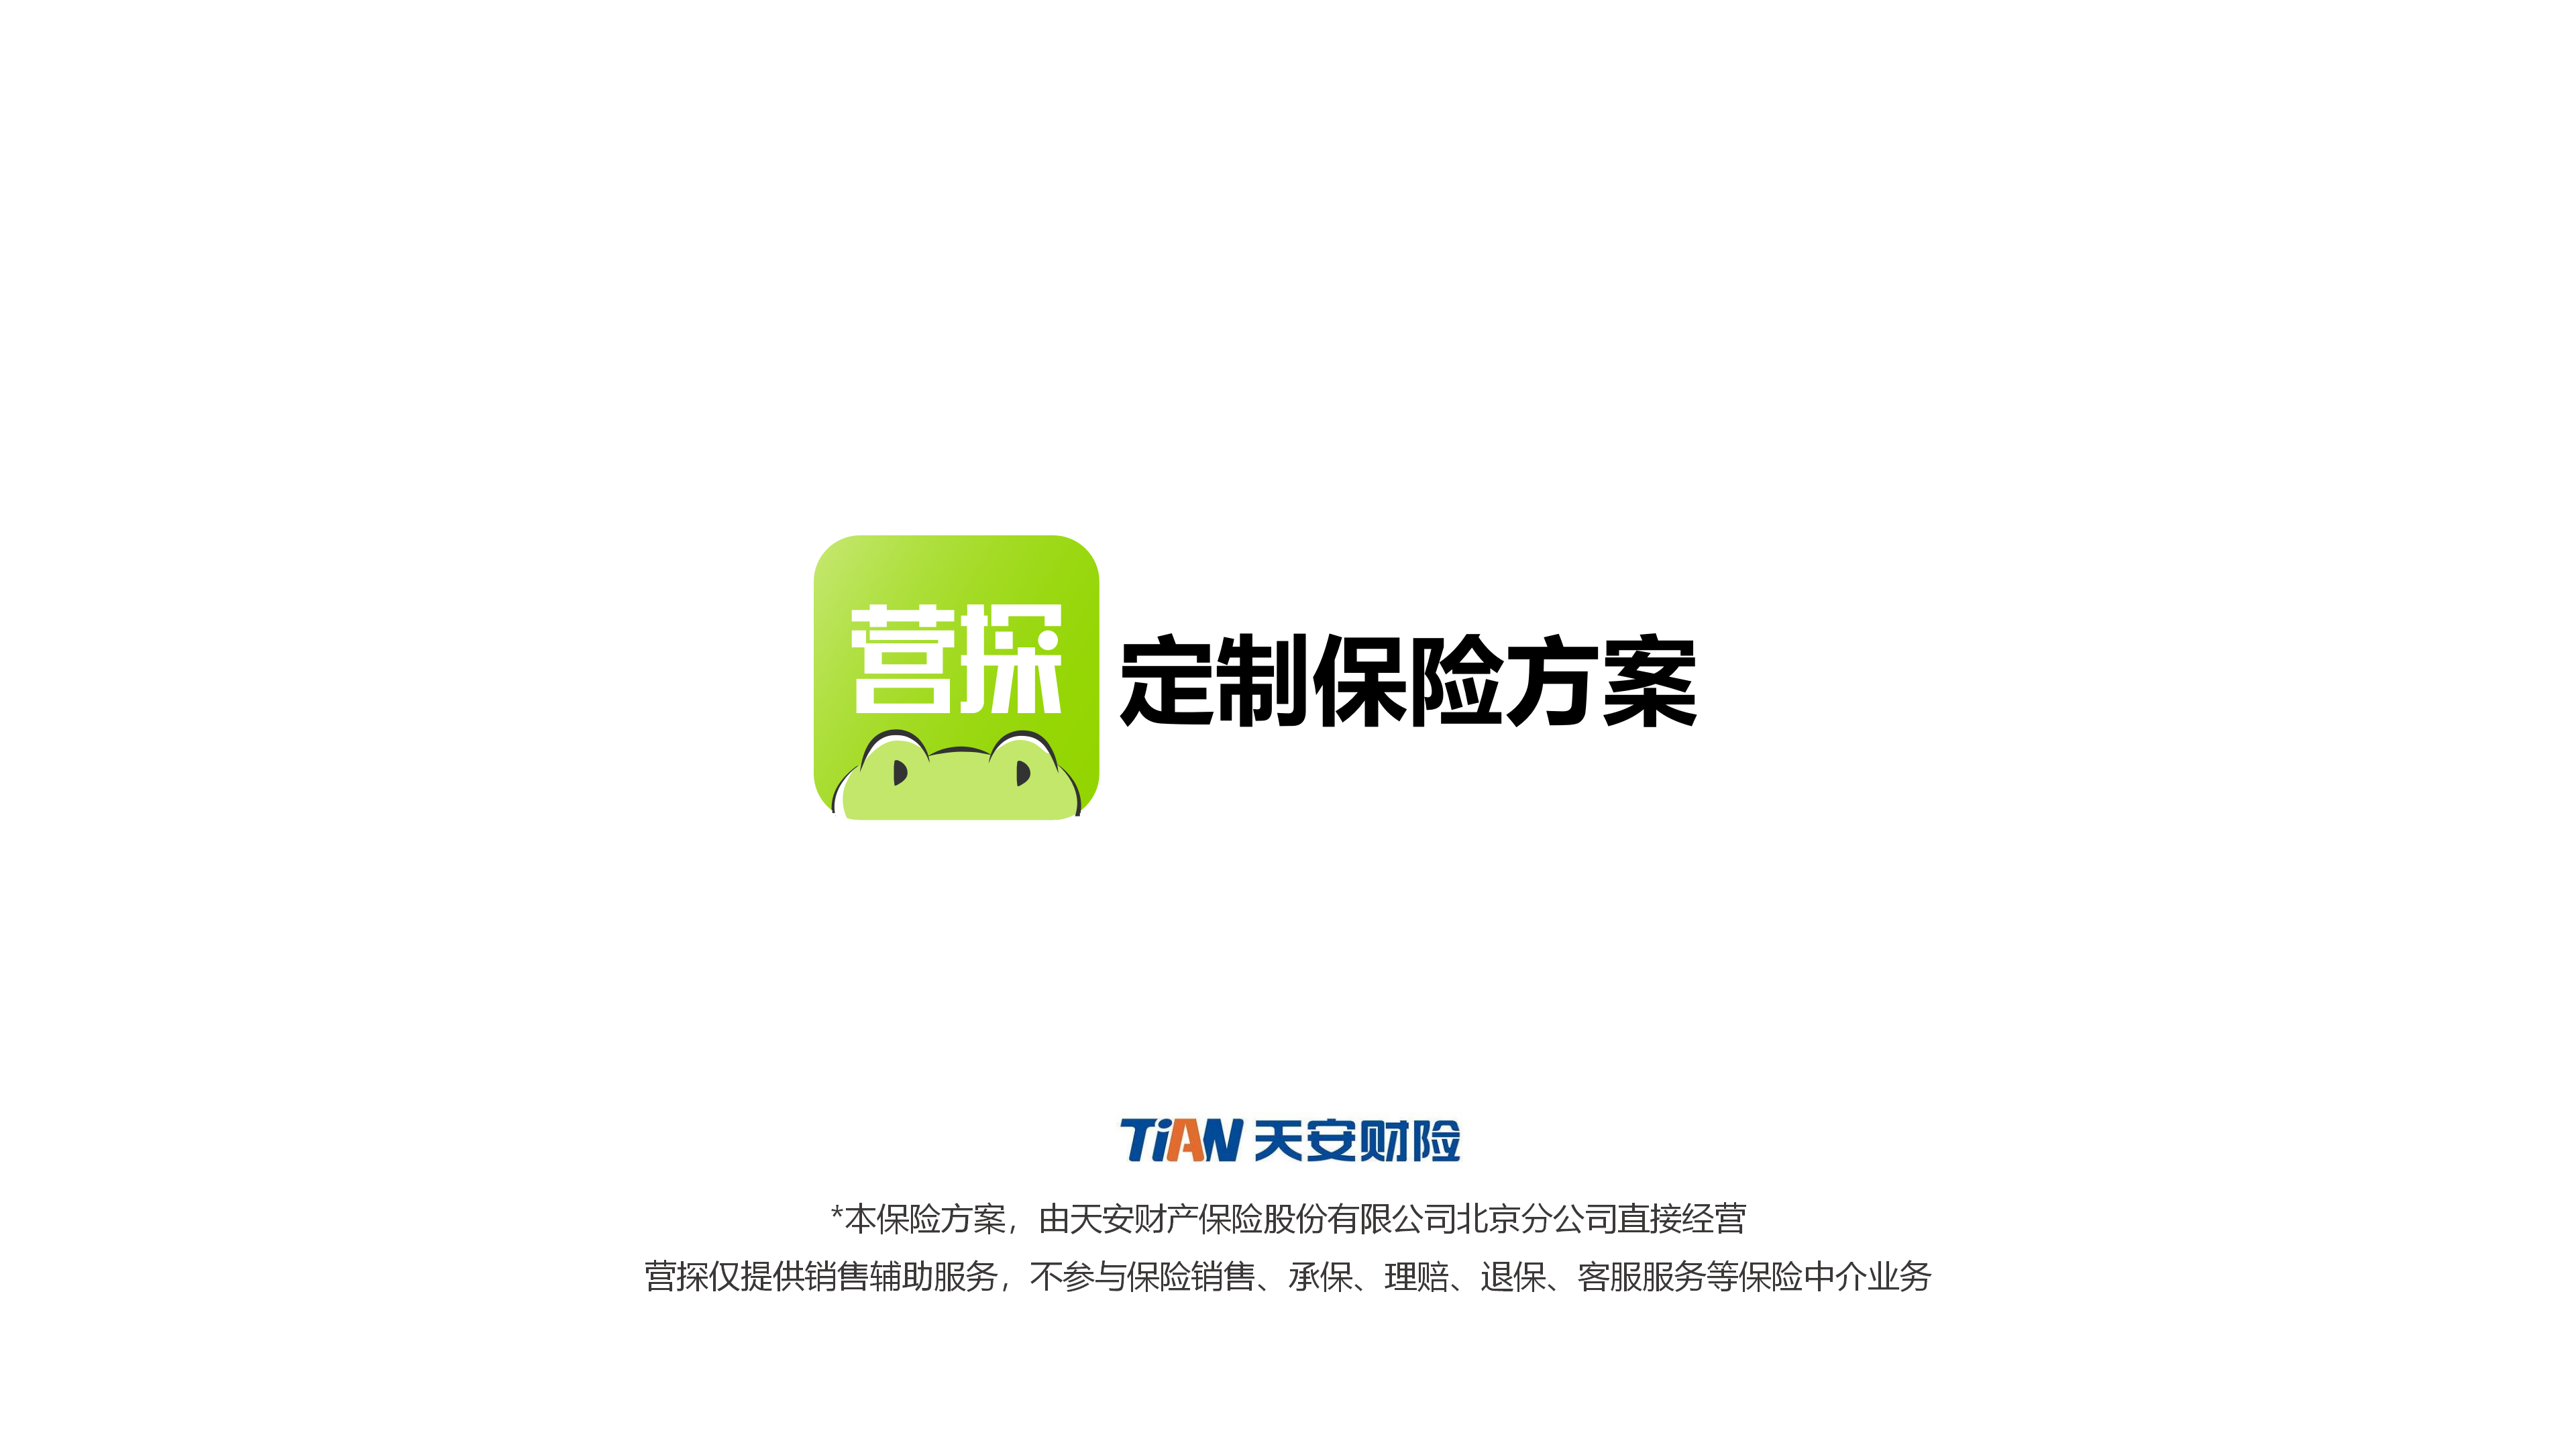 营探
定制保险方案
TiAN 天安财险
*本保险方案，由天安财产保险股份有限公司北京分公司直接经营
营探仅提供销售辅助服务，不参与保险销售、承保、理赔、退保、客服服务等保险中介业务